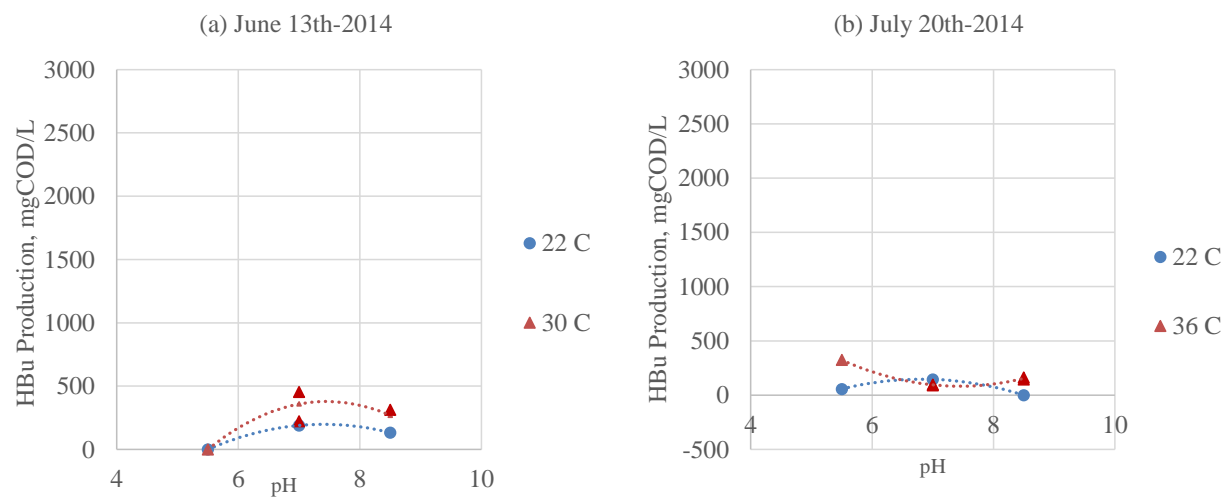 (a) June 13th-2014
HBu Production, mgCOD/L
3000
2500
2000
1500
1000
500
0
4
6
8
10
pH
22 C
30 C
(b) July 20th-2014
HBu Production, mgCOD/L
3000
2500
2000
1500
1000
500
0
-500
4
6
8
10
pH
22 C
36 C